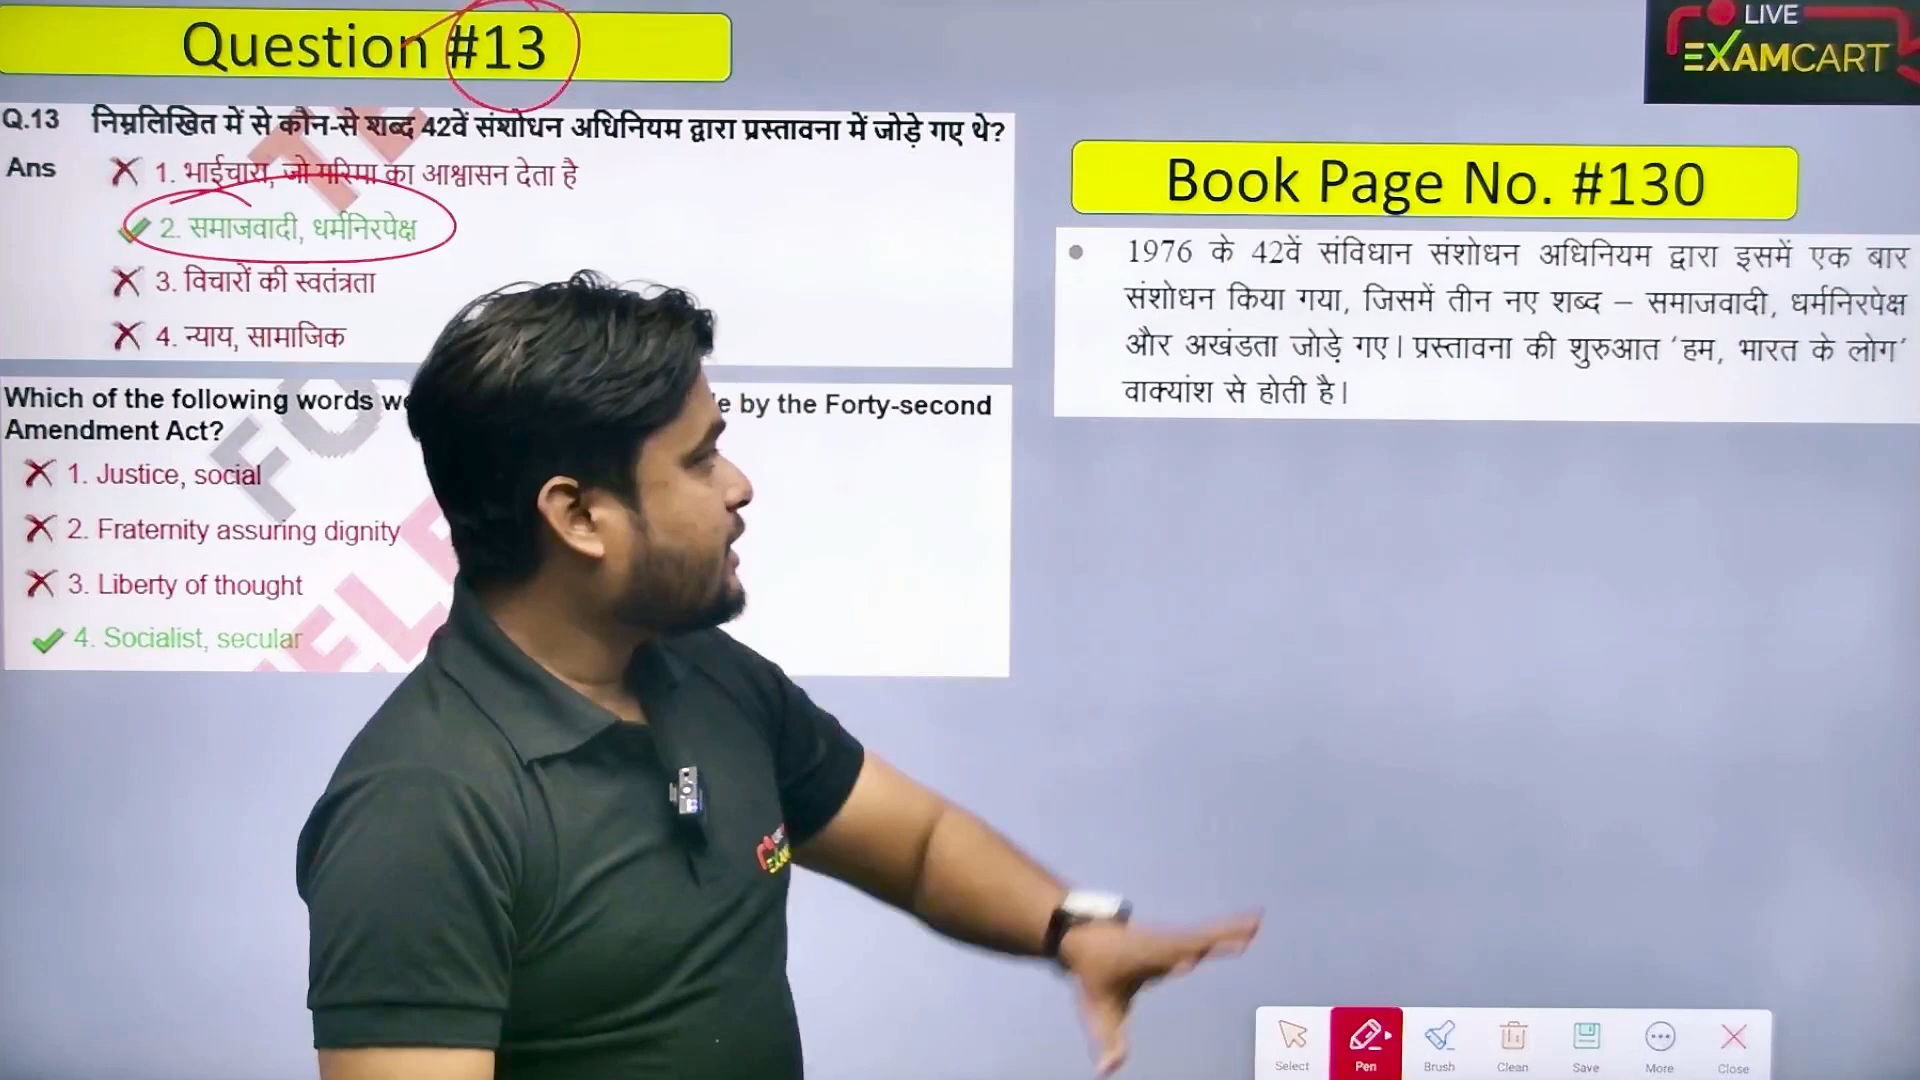 Question #13
LIVE
EXAMCART
Q.13 निम्नलिखित में से कौन-से शब्द 42वें संशोधन अधिनियम द्वारा प्रस्तावना में जोड़े गए थे?
Ans 1. भाईचारा, जो गरिमा का आश्वासन देता है
2. समाजवादी, धर्मनिरपेक्ष
3. विचारों की स्वतंत्रता
4. न्याय, सामाजिक
Which of the following words by the Forty-second
Amendment Act?
1. Justice, social
2. Fraternity assuring dignity
3. Liberty of thought
4. Socialist, secular
Book Page No. #130
1976 के 42वें संविधान संशोधन अधिनियम द्वारा इसमें एक बार
संशोधन किया गया, जिसमें तीन नए शब्द – समाजवादी, धर्मनिरपेक्ष
और अखंडता जोड़े गए। प्रस्तावना की शुरुआत 'हम, भारत के लोग'
वाक्यांश से होती है।
Select Pen Brush Clean Save More Close